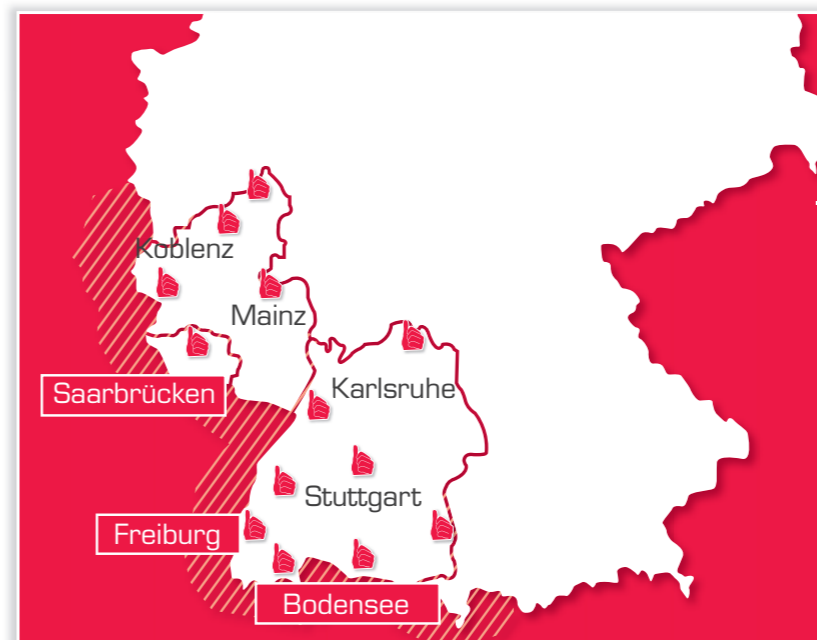 Koblenz
Mainz
Karlsruhe
Saarbrücken
Stuttgart
Freiburg
Bodensee